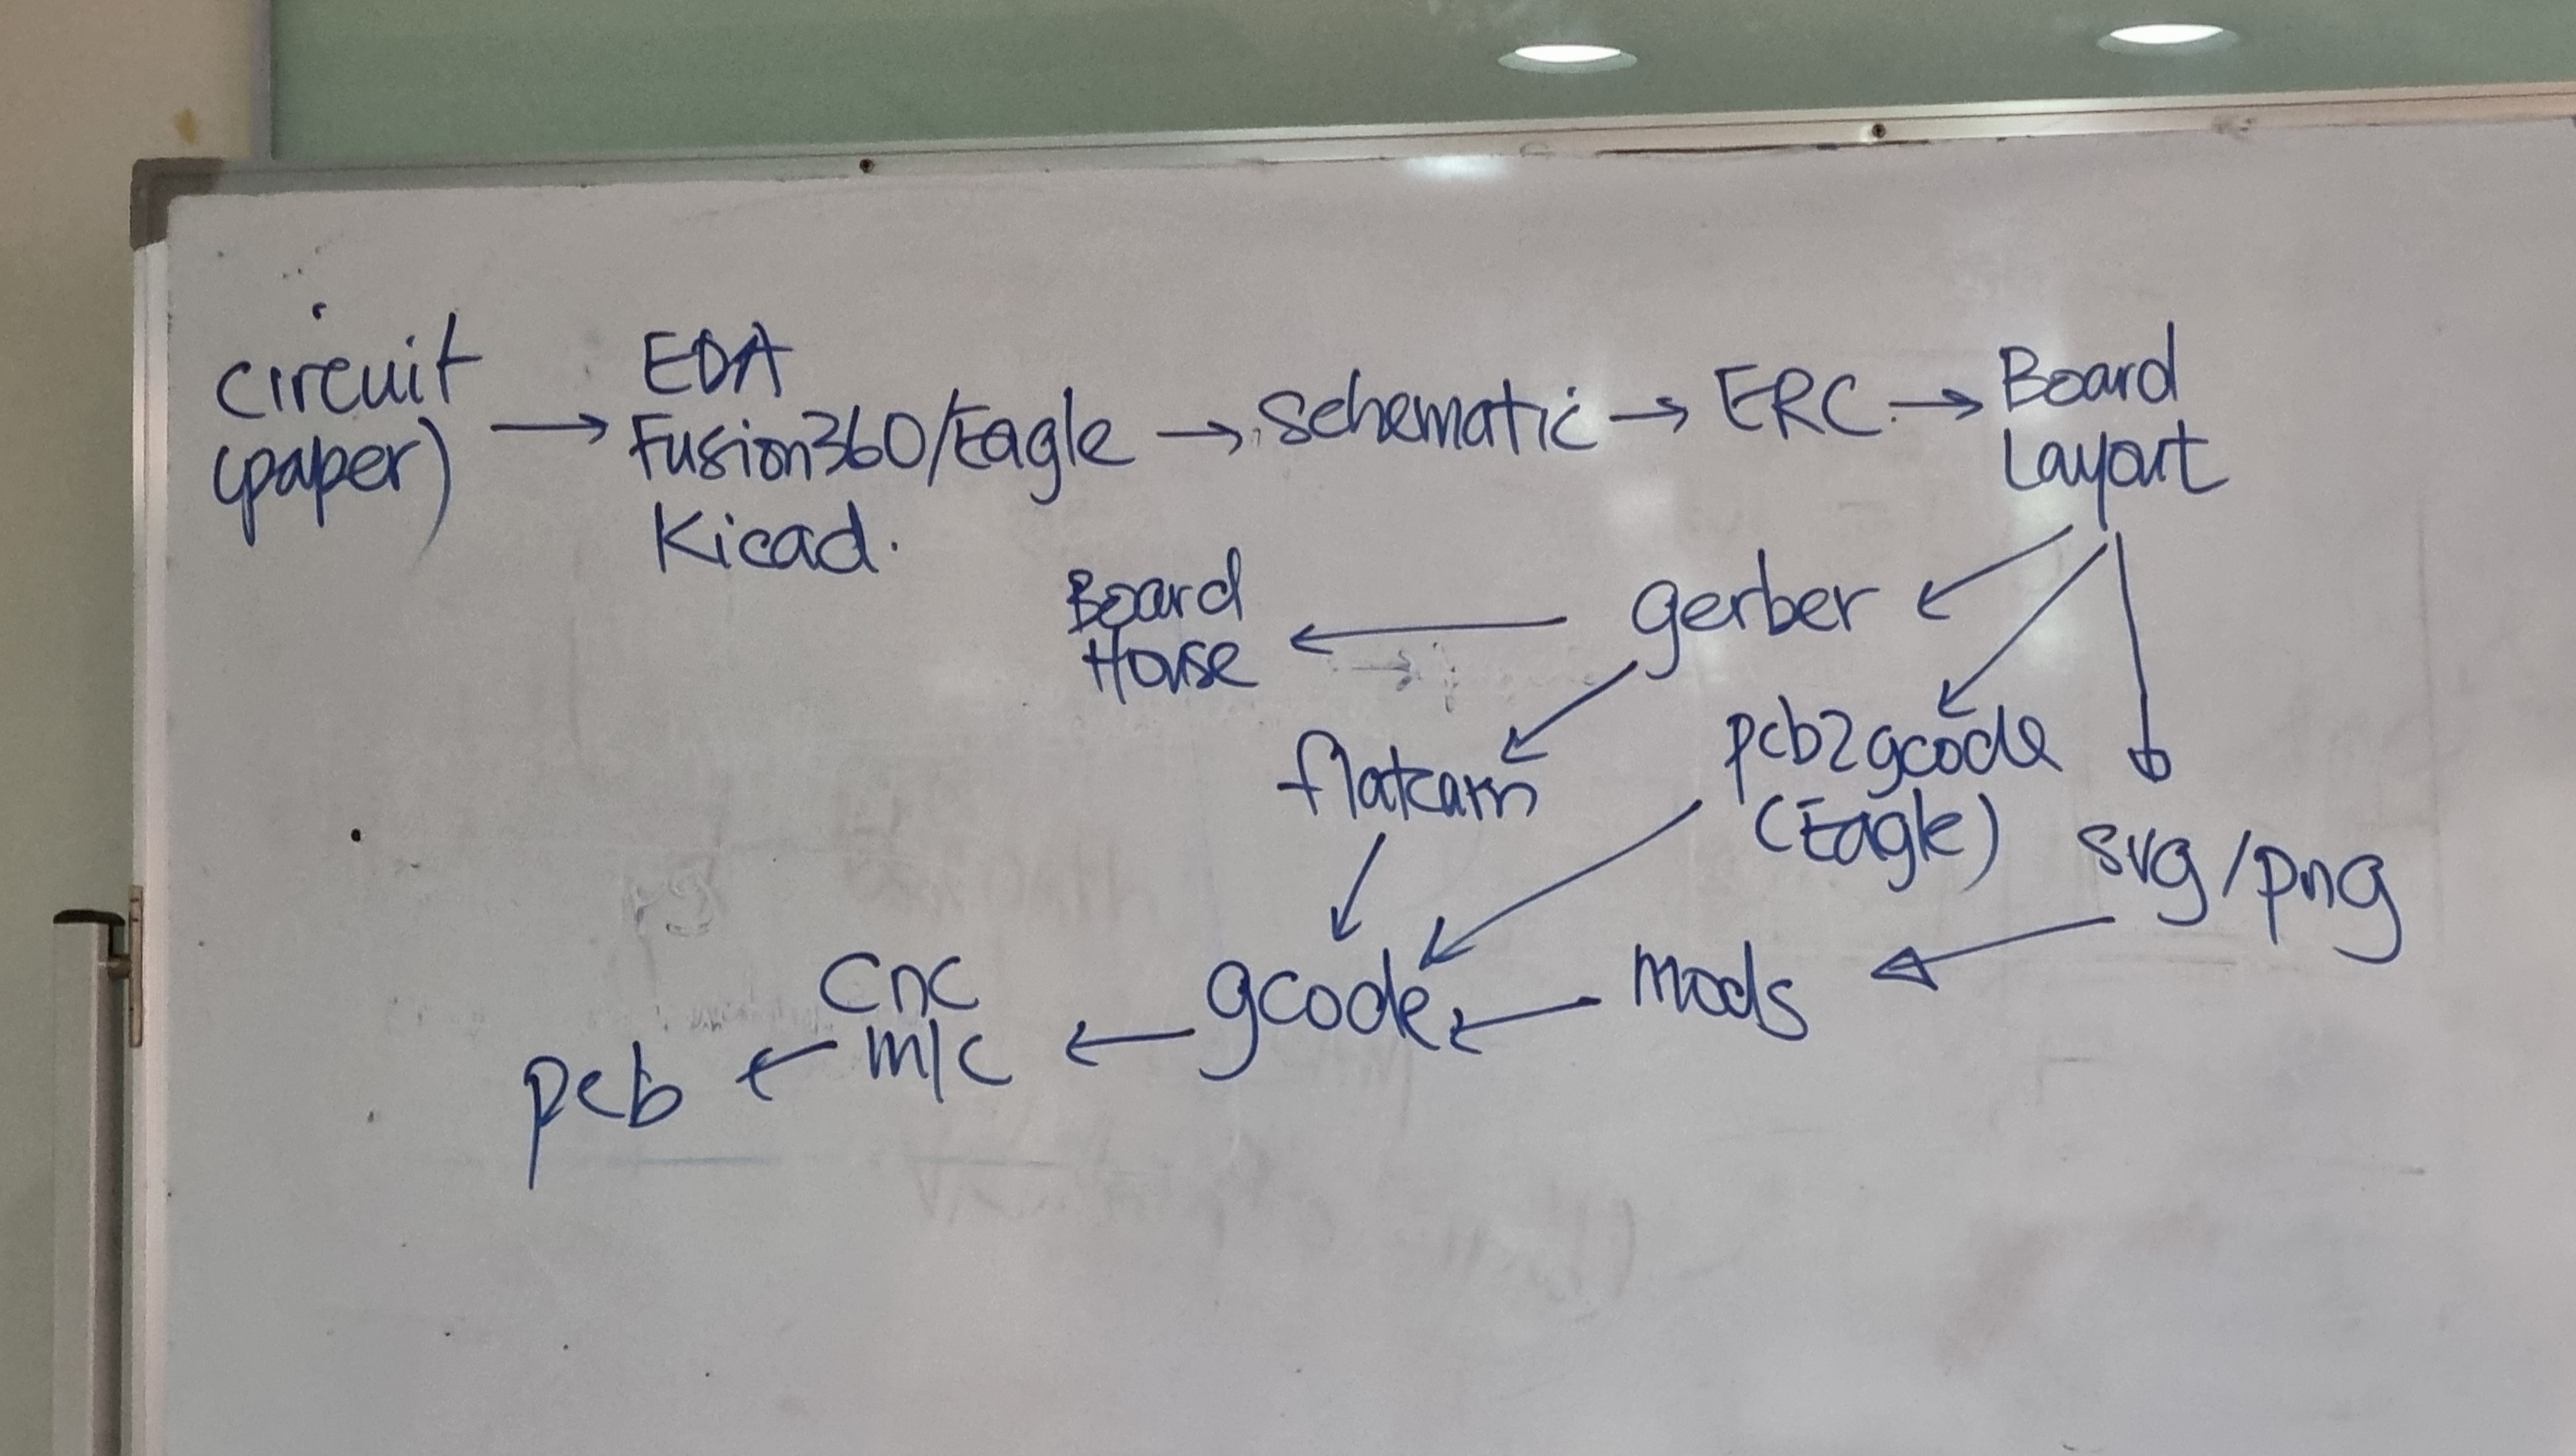 circuit
(paper)
EDA
Fusion360/Eagle
Kicad.
schematic
ERC
Board
Layout
gerber
Board
House
flatcam
pcb2gcode
(Eagle)
svg/png
mods
gcode
cnc
m/c
pcb